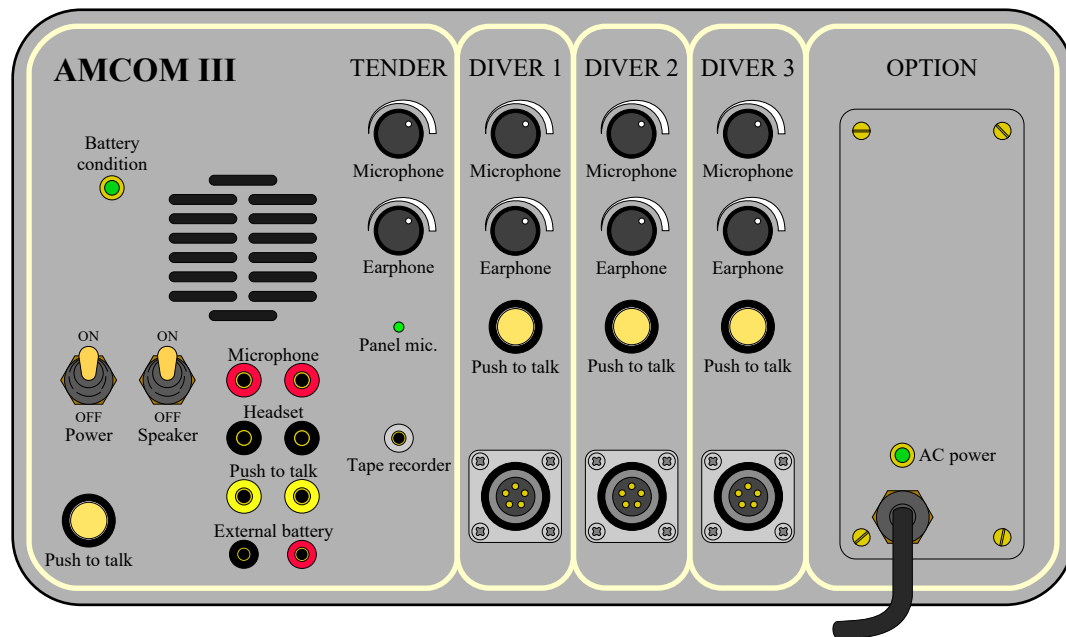 AMCOM III
Battery
condition
ON
OFF
Power
ON
OFF
Speaker
Microphone
Headset
Push to talk
External battery
Push to talk
TENDER
Microphone
Earphone
Panel mic.
Tape recorder
DIVER 1
Microphone
Earphone
Push to talk
DIVER 2
Microphone
Earphone
Push to talk
DIVER 3
Microphone
Earphone
Push to talk
OPTION
AC power